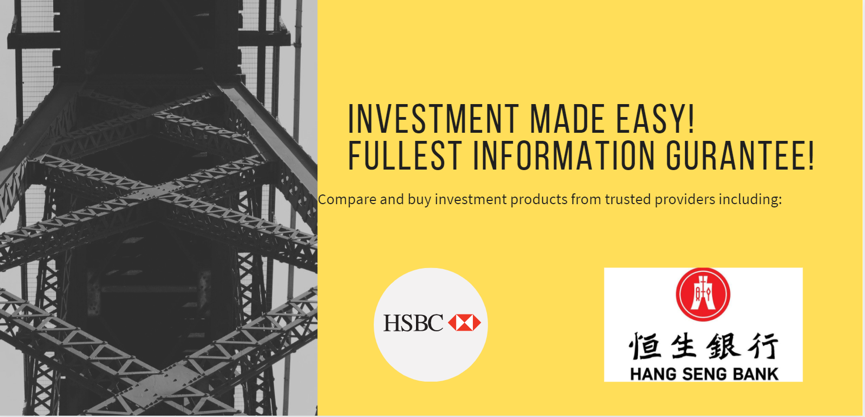 INVESTMENT MADE EASY!
FULLEST INFORMATION GURANTEE!
Compare and buy investment products from trusted providers including:
HSBC
恒生銀行
HANG SENG BANK